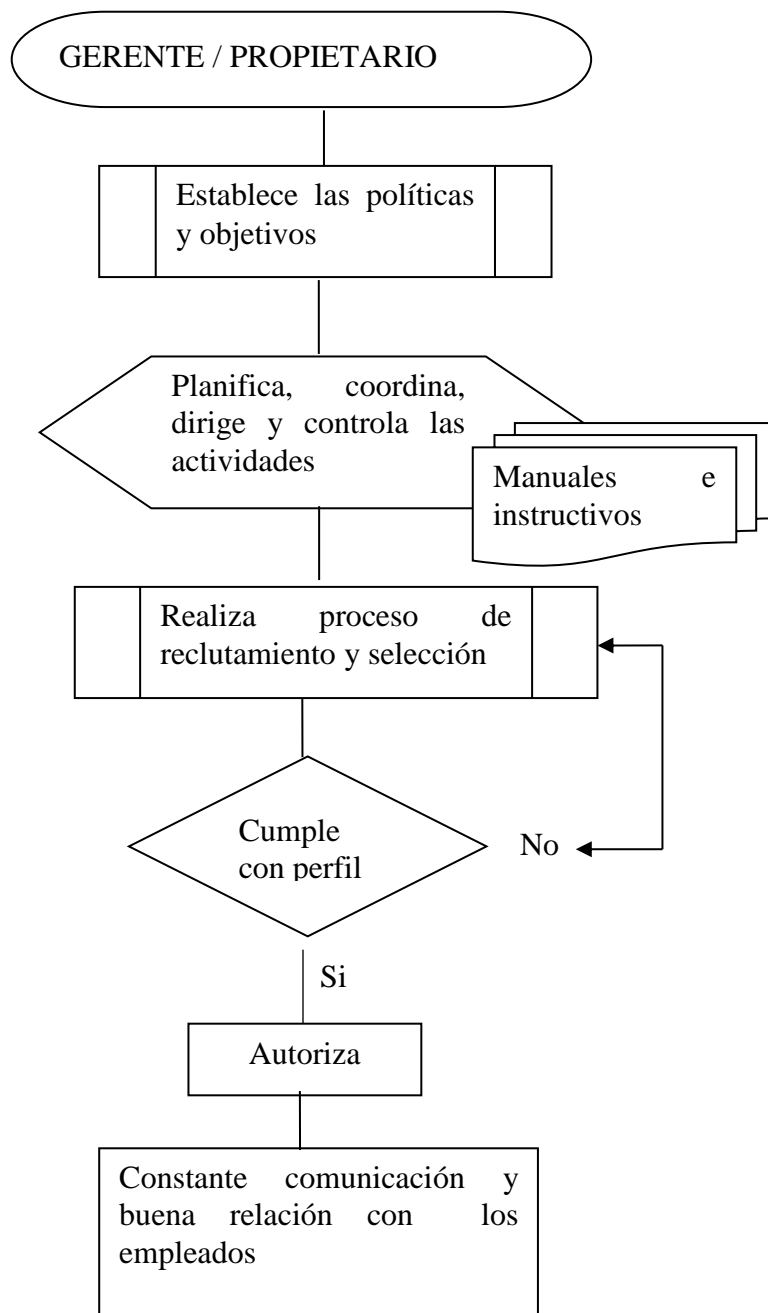 GERENTE / PROPIETARIO
Establece las políticas
y objetivos
Planifica, coordina,
dirige y controla las
actividades
Manuales e
instructivos
Realiza proceso de
reclutamiento y selección
Cumple
con perfil
No
Si
Autoriza
Constante comunicación y
buena relación con los
empleados